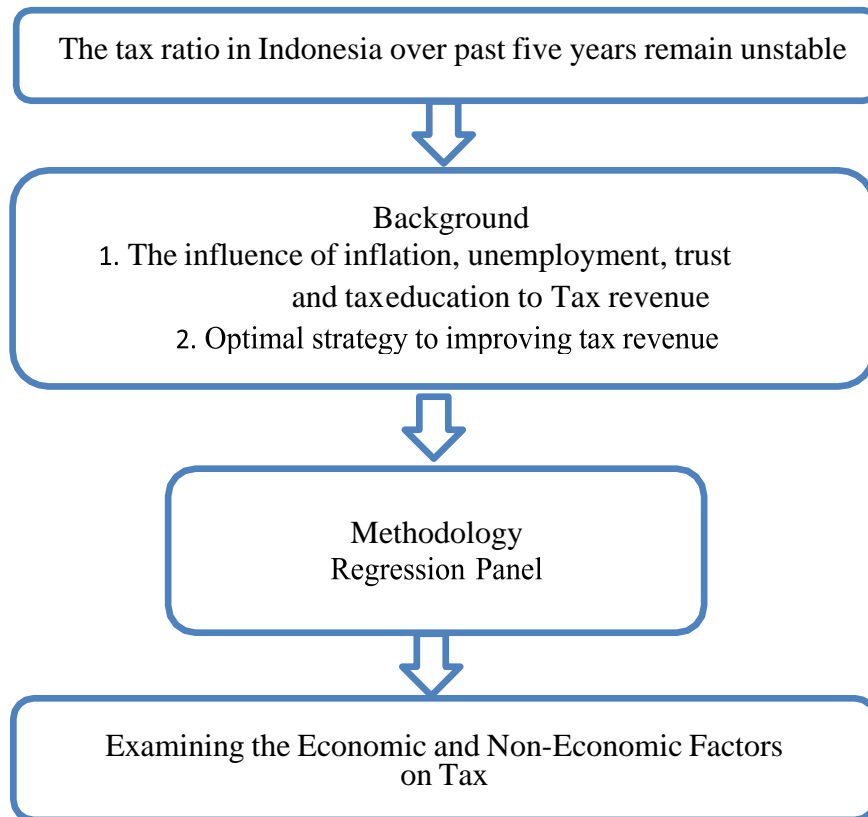 The tax ratio in Indonesia over past five years remain unstable
Background
1. The influence of inflation, unemployment, trust
and taxeducation to Tax revenue
2. Optimal strategy to improving tax revenue
Methodology
Regression Panel
Examining the Economic and Non-Economic Factors
on Tax